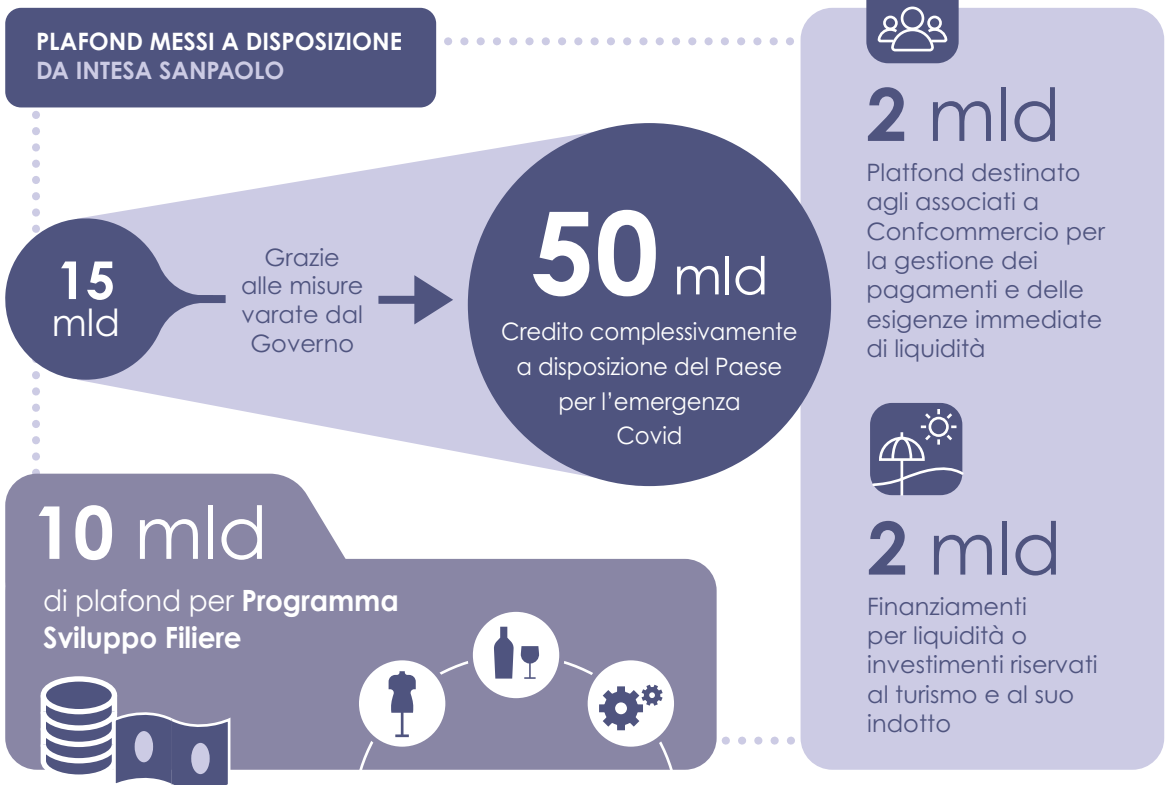 PLAFOND MESSI A DISPOSIZIONE
DA INTESA SANPAOLO
15
mld
Grazie
alle misure
varate dal
Governo
50 mld
Credito complessivamente
a disposizione del Paese
per l’emergenza
Covid
2 mld
Platfond destinato
agli associati a
Confcommercio per
la gestione dei
pagamenti e delle
esigenze immediate
di liquidità
2 mld
Finanziamenti
per liquidità o
investimenti riservati
al turismo e al suo
indotto
10 mld
di plafond per Programma
Sviluppo Filiere